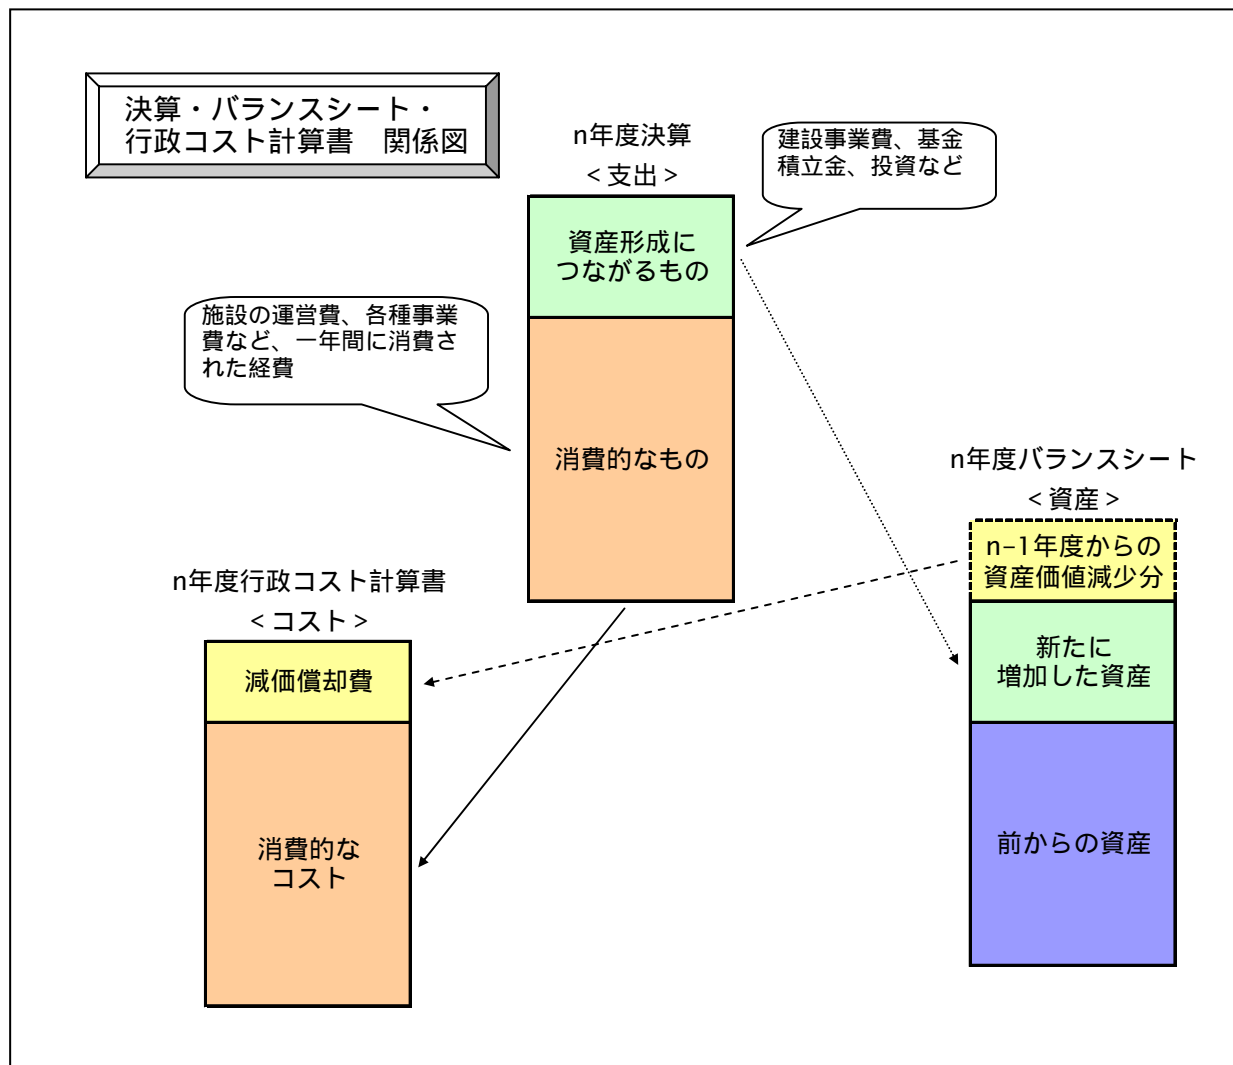 決算・バランスシート・
行政コスト計算書　関係図
n年度決算
＜支出＞
建設事業費、基金
積立金、投資など
資産形成に
つながるもの
施設の運営費、各種事業
費など、一年間に消費さ
れた経費
消費的なもの
n年度バランスシート
＜資産＞
n−1年度からの
資産価値減少分
新たに
増加した資産
前からの資産
n年度行政コスト計算書
＜コスト＞
減価償却費
消費的な
コスト